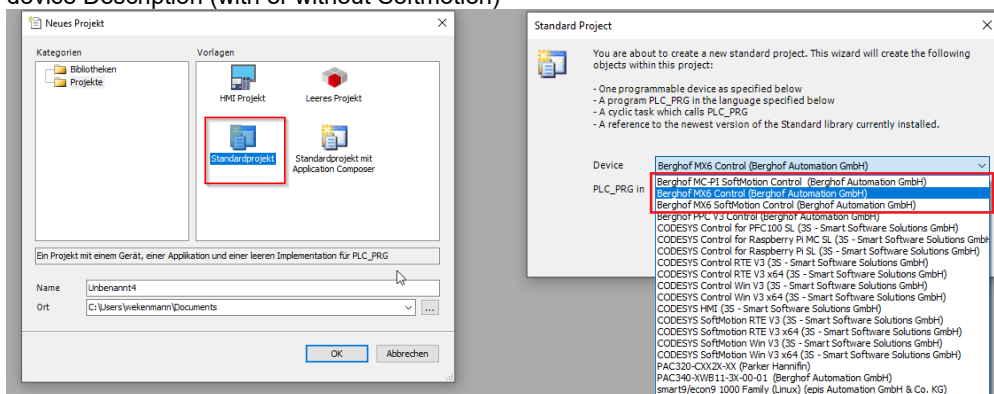 device Description (with or without Softmotion)
Neues Projekt
Kategorien
Bibliotheken
Projekte
Vorlagen
HMI Projekt
Leeres Projekt
Standardprojekt
Standardprojekt mit
Application Composer
Ein Projekt mit einem Gerät, einer Applikation und einer leeren Implementation für PLC_PRG
Name
Unbenannt4
Ort
C:\Users\wekenmann\Documents
...
OK
Abbrechen
Standard Project
You are about to create a new standard project. This wizard will create the following
objects within this project:
- One programmable device as specified below
- A program PLC_PRG in the language specified below
- A cyclic task which calls PLC_PRG
- A reference to the newest version of the Standard library currently installed.
Device
Berghof MX6 Control (Berghof Automation GmbH)
PLC_PRG in
Berghof MC-PI SoftMotion Control (Berghof Automation GmbH)
Berghof MX6 Control (Berghof Automation GmbH)
Berghof MX6 SoftMotion Control (Berghof Automation GmbH)
Berghof PPC V3 Control (Berghof Automation GmbH)
CODESYS Control for PFC100 SL (3S - Smart Software Solutions GmbH)
CODESYS Control for Raspberry Pi MC SL (3S - Smart Software Solutions GmbH)
CODESYS Control for Raspberry Pi SL (3S - Smart Software Solutions GmbH)
CODESYS Control RTE V3 (3S - Smart Software Solutions GmbH)
CODESYS Control RTE V3 x64 (3S - Smart Software Solutions GmbH)
CODESYS Control Win V3 (3S - Smart Software Solutions GmbH)
CODESYS Control Win V3 x64 (3S - Smart Software Solutions GmbH)
CODESYS HMI (3S - Smart Software Solutions GmbH)
CODESYS SoftMotion RTE V3 (3S - Smart Software Solutions GmbH)
CODESYS SoftMotion RTE V3 x64 (3S - Smart Software Solutions GmbH)
CODESYS SoftMotion Win V3 (3S - Smart Software Solutions GmbH)
CODESYS SoftMotion Win V3 x64 (3S - Smart Software Solutions GmbH)
PAC320-CXX2X-XX (Parker Hannifin)
PAC340-XWB11-3X-00-01 (Berghof Automation GmbH)
smart9/econ9 1000 Family (Linux) (epis Automation GmbH & Co. KG)